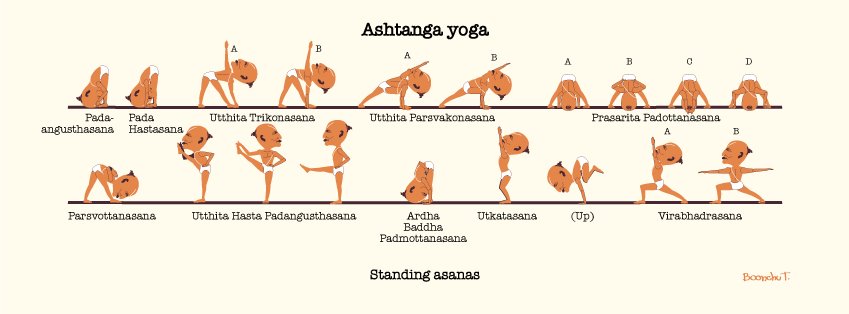 Ashtanga yoga
A
B
A
B
A
B
C
D
Pada-
angusthasana
Pada
Hastasana
Utthita Trikonasana
Utthita Parsvakonasana
Prasarita Padottanasana
A
B
Parsvottanasana
Utthita Hasta Padangusthasana
Ardha
Baddha
Padmottanasana
Utkatasana
(Up)
Virabhadrasana
Standing asanas
Boonchu T.